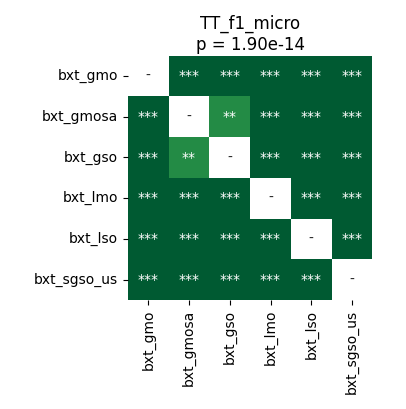 TT_f1_micro
p = 1.90e-14
bxt_gmo - *** *** *** *** ***
bxt_gmosa *** - ** *** *** ***
bxt_gso *** ** - *** *** ***
bxt_lmo *** *** *** - *** ***
bxt_lso *** *** *** *** - ***
bxt_sgso_us *** *** *** *** *** -
bxt_gmo bxt_gmosa bxt_gso bxt_lmo bxt_lso bxt_sgso_us